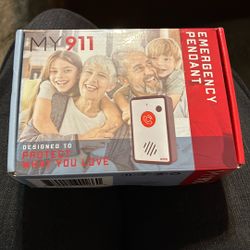 MY911
EMERGENCY
PENDANT
DESIGNED TO
PROTECT
WHAT YOU LOVE